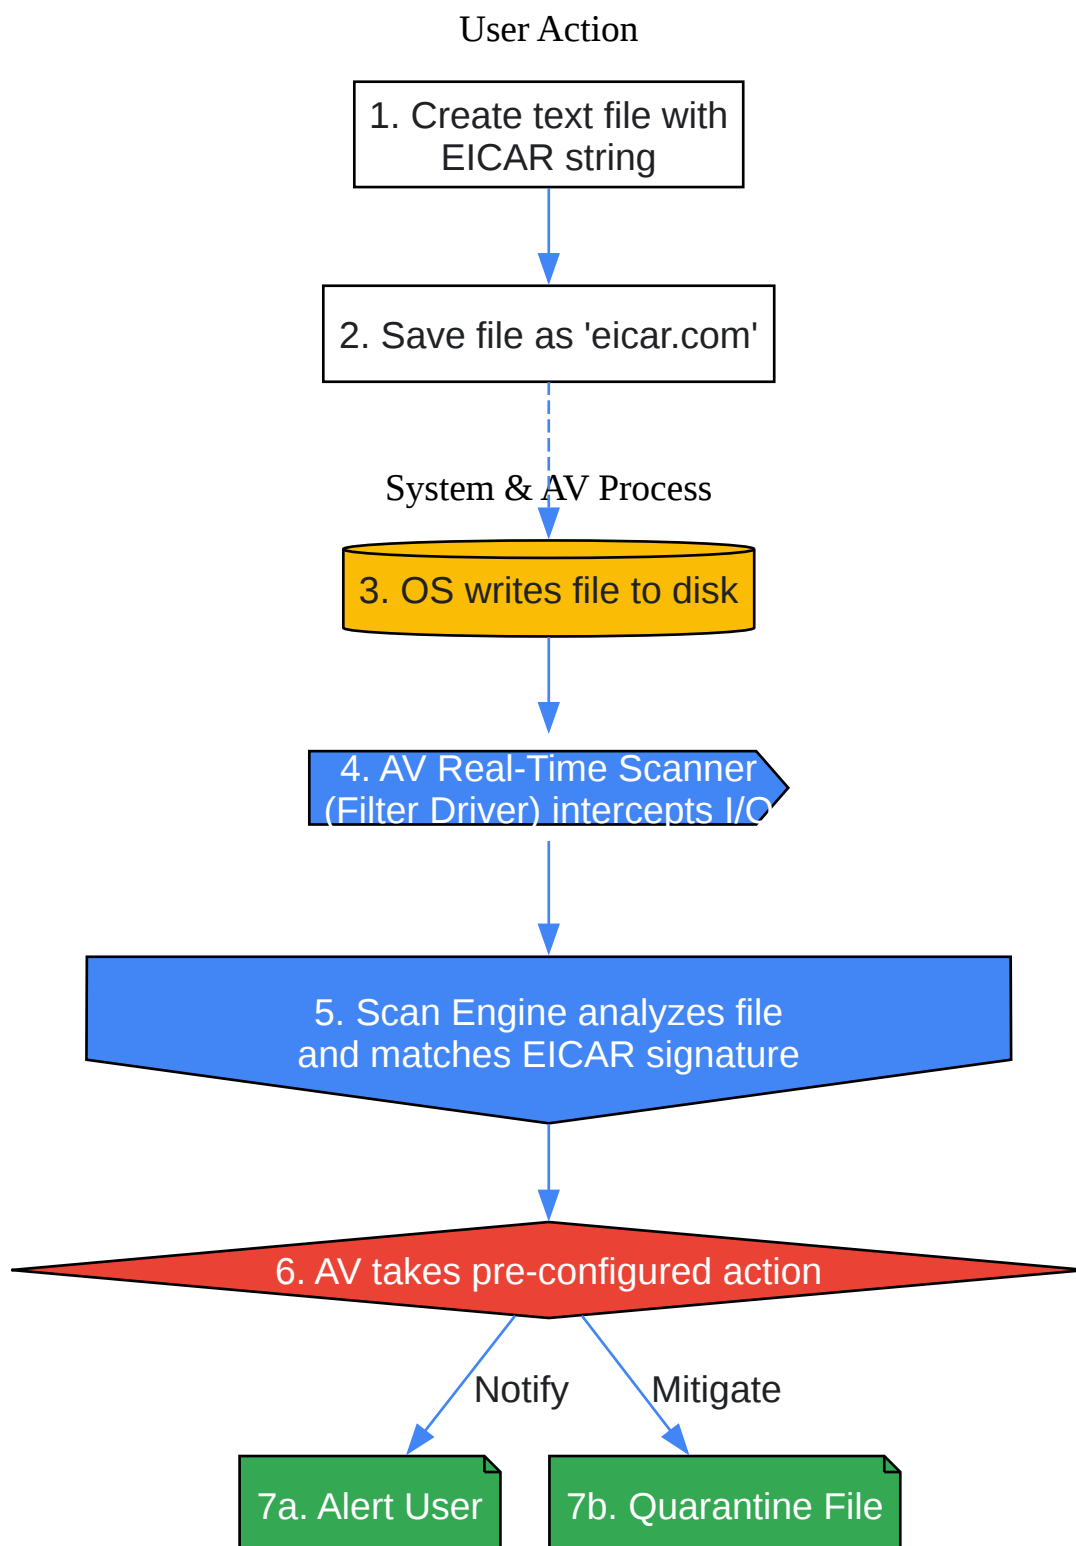 User Action
1. Create text file with
EICAR string
2. Save file as 'eicar.com'
System & AV Process
3. OS writes file to disk
4. AV Real-Time Scanner
(Filter Driver) intercepts I/O
5. Scan Engine analyzes file
and matches EICAR signature
6. AV takes pre-configured action
Notify
Mitigate
7a. Alert User
7b. Quarantine File